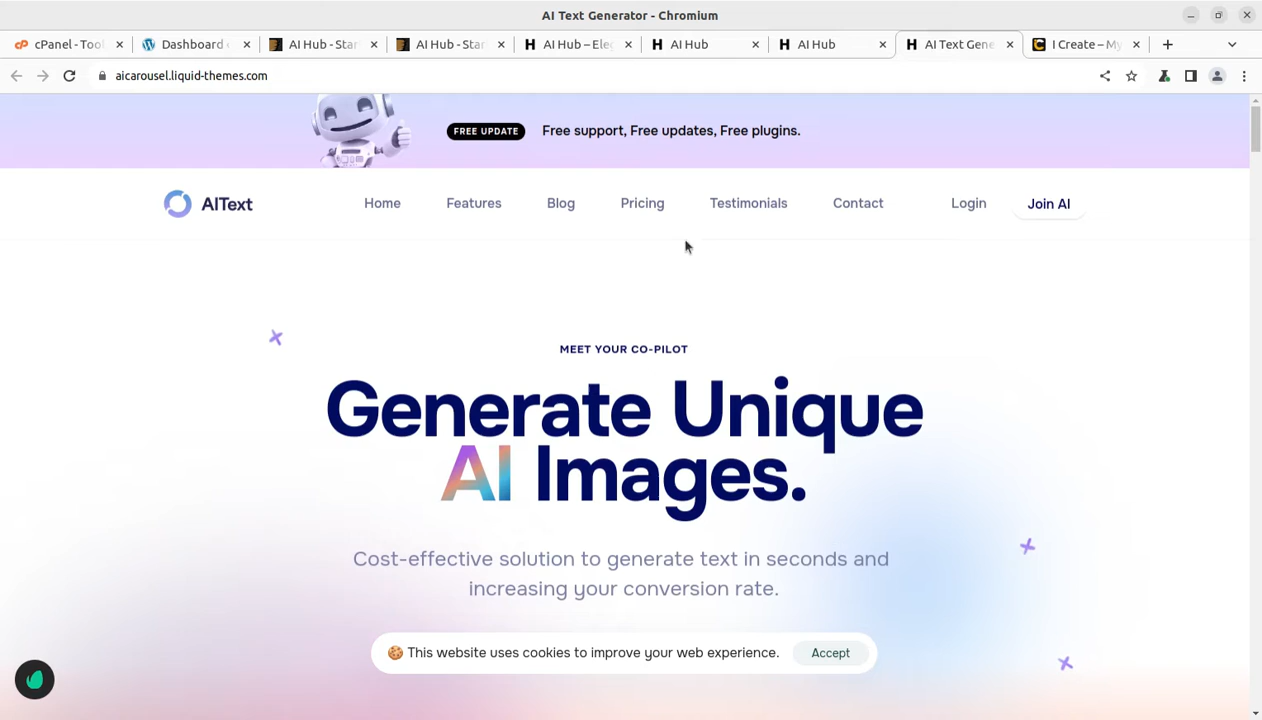 AI Text Generator - Chromium
cPanel - Tool
Dashboard
AI Hub - Star
AI Hub - Star
AI Hub – Ele
AI Hub
AI Hub
AI Text Gene
I Create – My
aicarousel.liquid-themes.com
FREE UPDATE
Free support, Free updates, Free plugins.
AIText
Home
Features
Blog
Pricing
Testimonials
Contact
Login
Join AI
MEET YOUR CO-PILOT
Generate Unique
AI Images.
Cost-effective solution to generate text in seconds and
increasing your conversion rate.
This website uses cookies to improve your web experience.
Accept